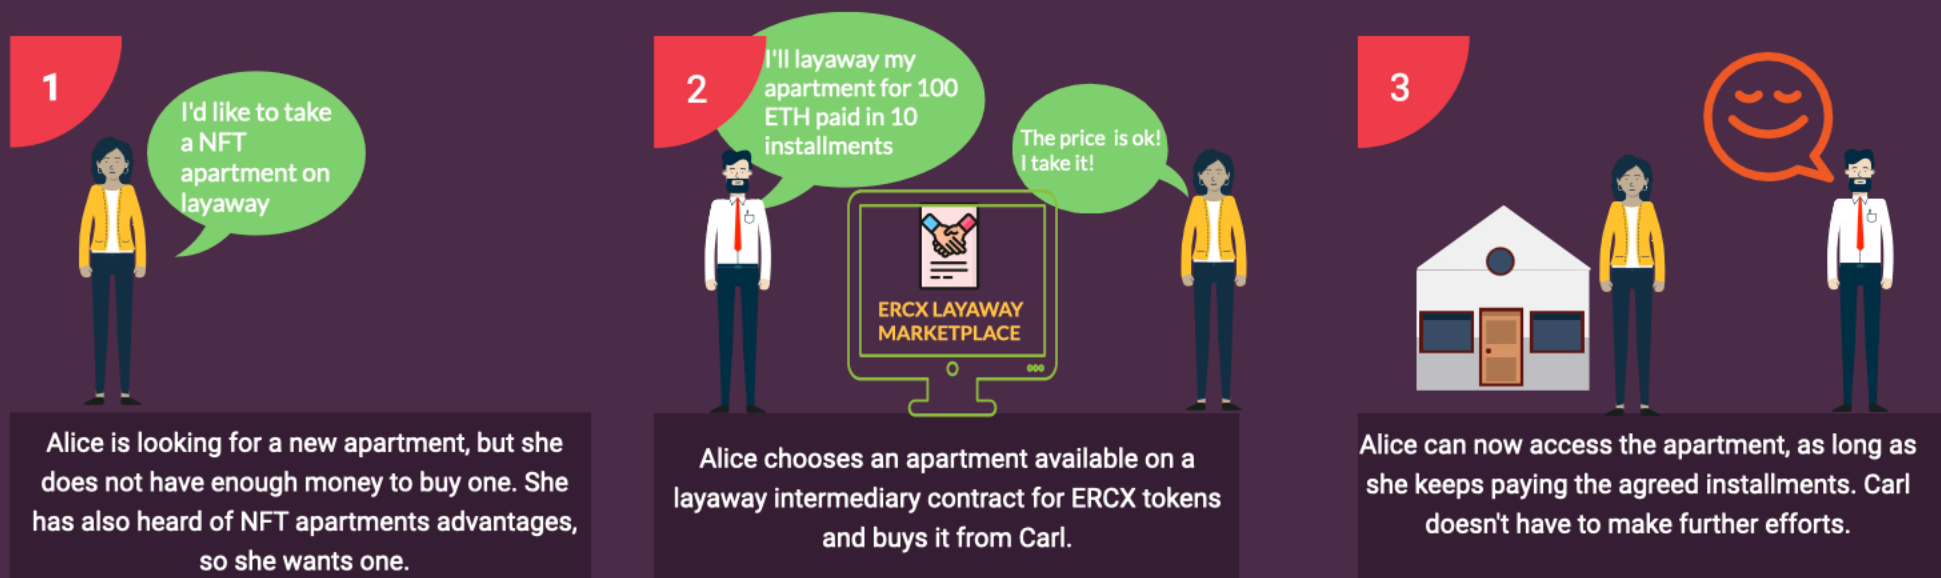 1
I'd like to take
a NFT
apartment on
layaway
Alice is looking for a new apartment, but she
does not have enough money to buy one. She
has also heard of NFT apartments advantages,
so she wants one.
2
I'll layaway my
apartment for 100
ETH paid in 10
installments
The price is ok!
I take it!
ERCX LAYAWAY
MARKETPLACE
Alice chooses an apartment available on a
layaway intermediary contract for ERCX tokens
and buys it from Carl.
3
Alice can now access the apartment, as long as
she keeps paying the agreed installments. Carl
doesn't have to make further efforts.